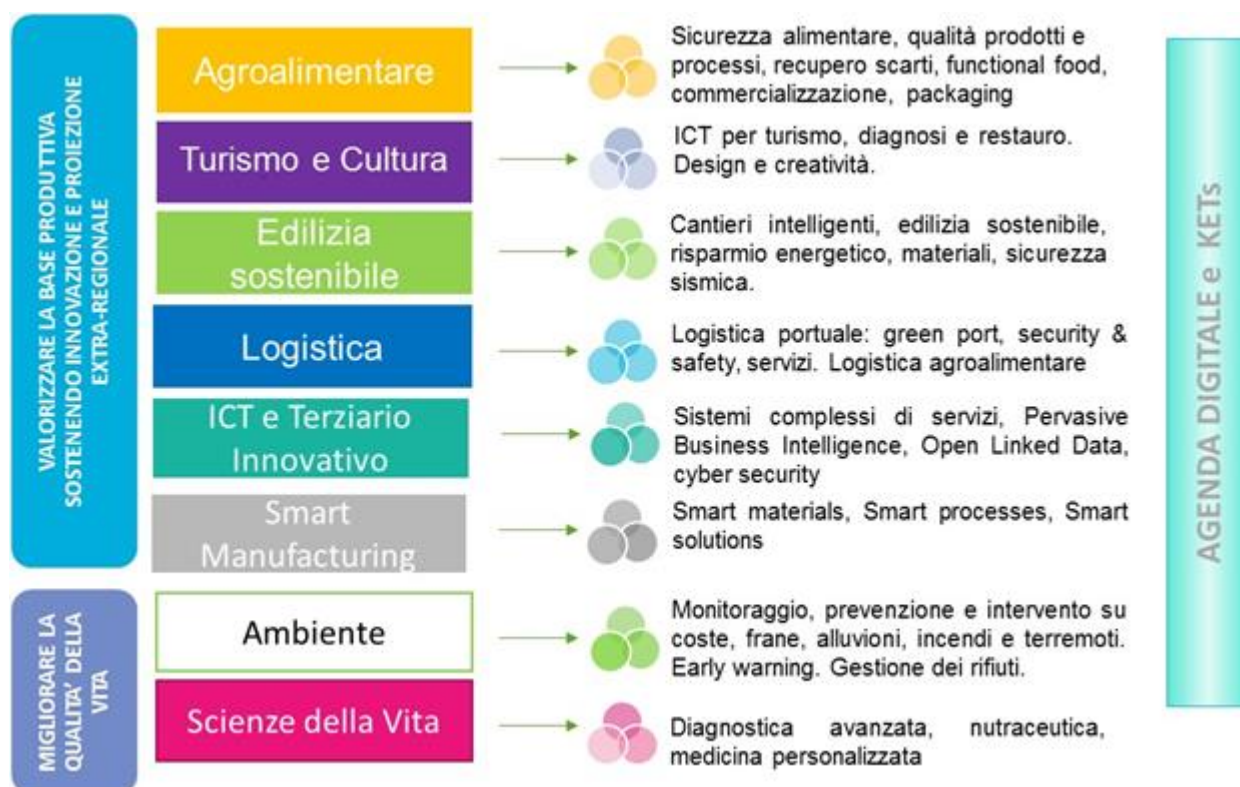 VALORIZZARE LA BASE PRODUTTIVA
SOSTENENDO INNOVAZIONE E PROIEZIONE
EXTRA-REGIONALE
Agroalimentare
Sicurezza alimentare, qualità prodotti e
processi, recupero scarti, functional food,
commercializzazione, packaging
Turismo e Cultura
ICT per turismo, diagnosi e restauro.
Design e creatività.
Edilizia
sostenibile
Cantieri intelligenti, edilizia sostenibile,
risparmio energetico, materiali, sicurezza
sismica.
Logistica
Logistica portuale: green port, security &
safety, servizi. Logistica agroalimentare
ICT e Terziario
Innovativo
Sistemi complessi di servizi, Pervasive
Business Intelligence, Open Linked Data,
cyber security
Smart
Manufacturing
Smart materials, Smart processes, Smart
solutions
MIGLIORARE LA
QUALITA' DELLA
VITA
Ambiente
Monitoraggio, prevenzione e intervento su
coste, frane, alluvioni, incendi e terremoti.
Early warning. Gestione dei rifiuti.
Scienze della Vita
Diagnostica avanzata, nutraceutica,
medicina personalizzata
AGENDA DIGITALE e KETs